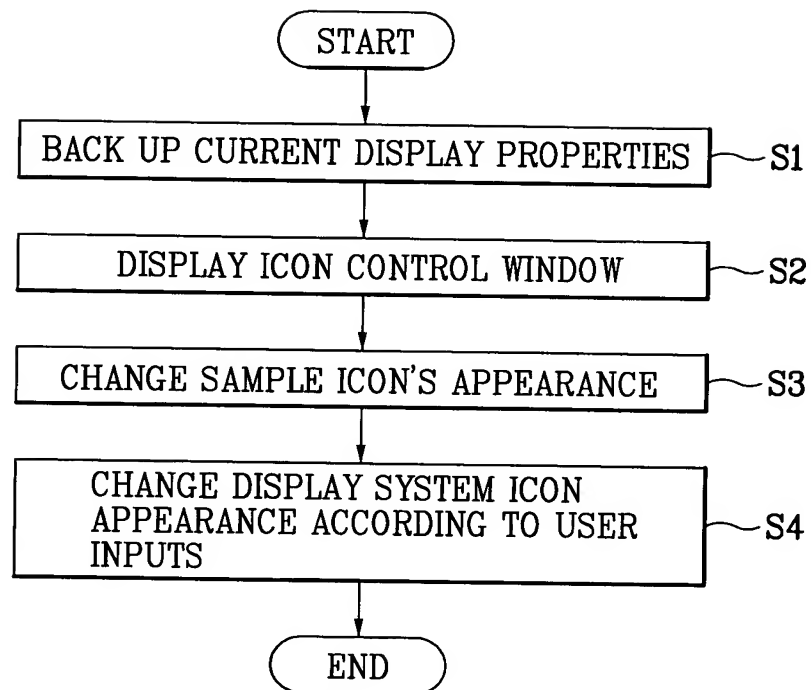 START
BACK UP CURRENT DISPLAY PROPERTIES
S1
DISPLAY ICON CONTROL WINDOW
S2
CHANGE SAMPLE ICON'S APPEARANCE
S3
CHANGE DISPLAY SYSTEM ICON
APPEARANCE ACCORDING TO USER
INPUTS
S4
END